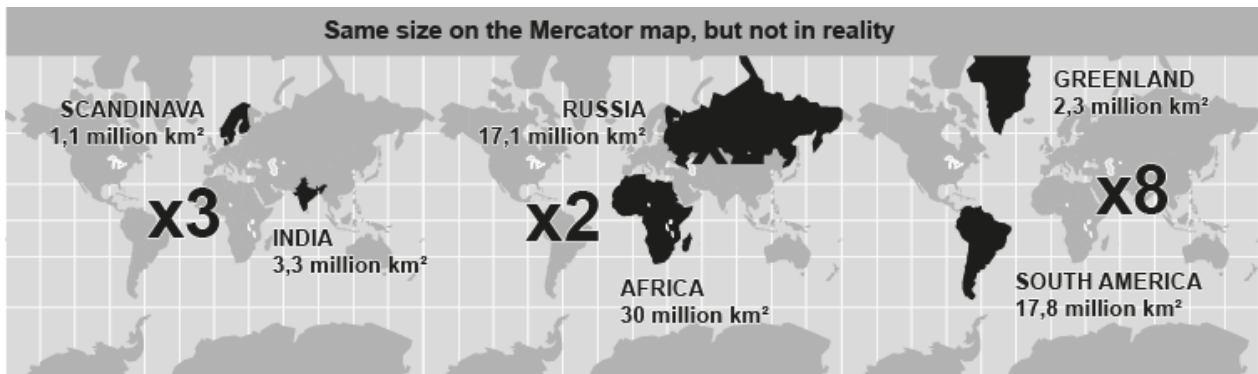 Same size on the Mercator map, but not in reality
SCANDINAVA
1,1 million km²
x3
INDIA
3,3 million km²
RUSSIA
17,1 million km²
x2
AFRICA
30 million km²
GREENLAND
2,3 million km²
x8
SOUTH AMERICA
17,8 million km²